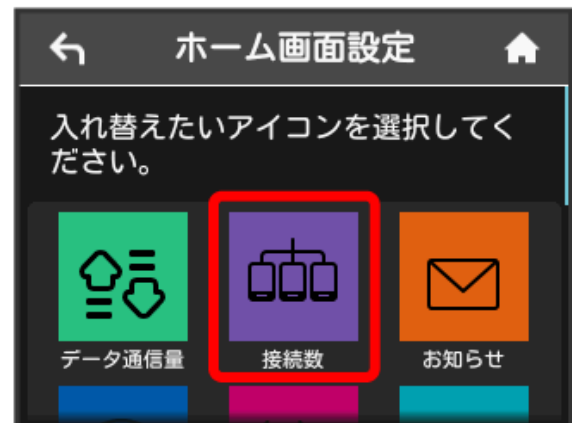 ホーム画面設定
入れ替えたいアイコンを選択してく
ださい。
データ通信量 接続数 お知らせ